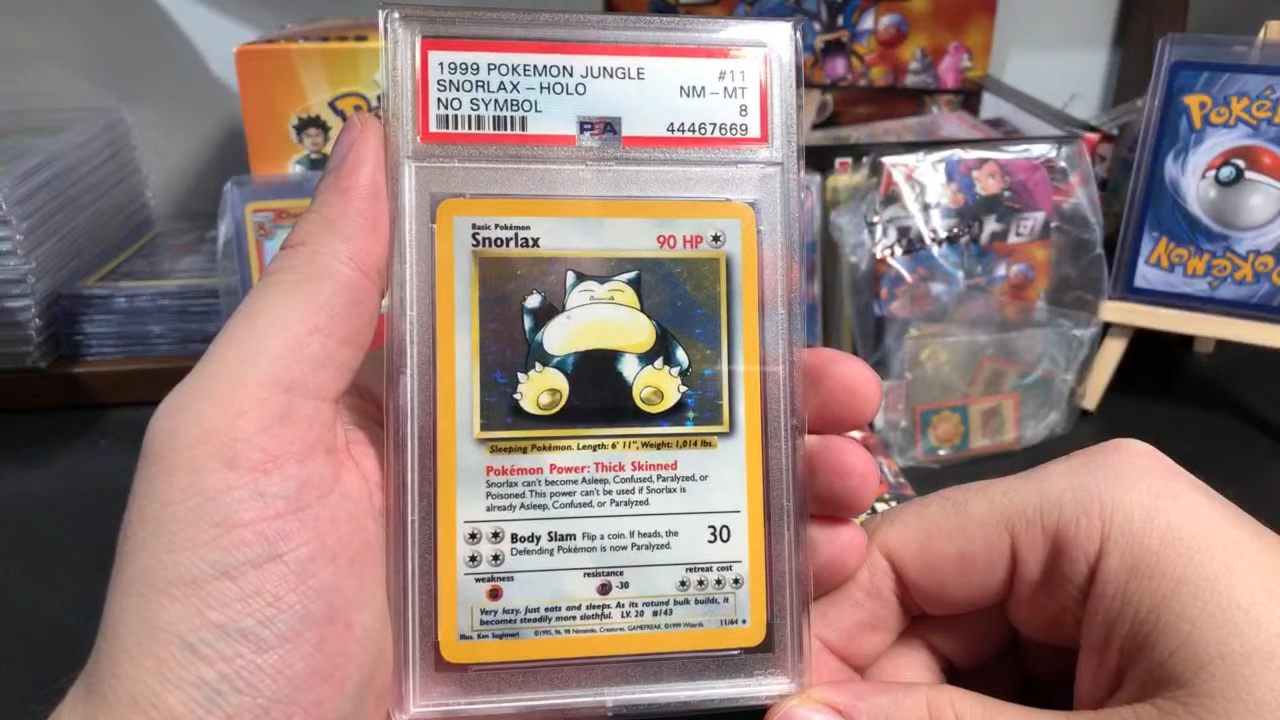 1999 POKEMON JUNGLE #11
SNORLAX - HOLO NM - MT
NO SYMBOL 8
PSA 44467669
Basic Pokémon
Snorlax 90 HP
Sleeping Pokémon. Length: 6' 11", Weight: 1,014 lbs.
Pokémon Power: Thick Skinned
Snorlax can't become Asleep, Confused, Paralyzed, or
Poisoned. This power can't be used if Snorlax is
already Asleep, Confused, or Paralyzed.
Body Slam Flip a coin. If heads, the 30
Defending Pokémon is now Paralyzed.
weakness resistance retreat cost
-30
Very lazy. Just eats and sleeps. As its rotund bulk builds, it
becomes steadily more slothful. LV. 20 #143
Illus. Ken Sugimori ©1995, 96, 98 Nintendo, Creatures, GAMEFREAK. ©1999 Wizards. 11/64
Poké